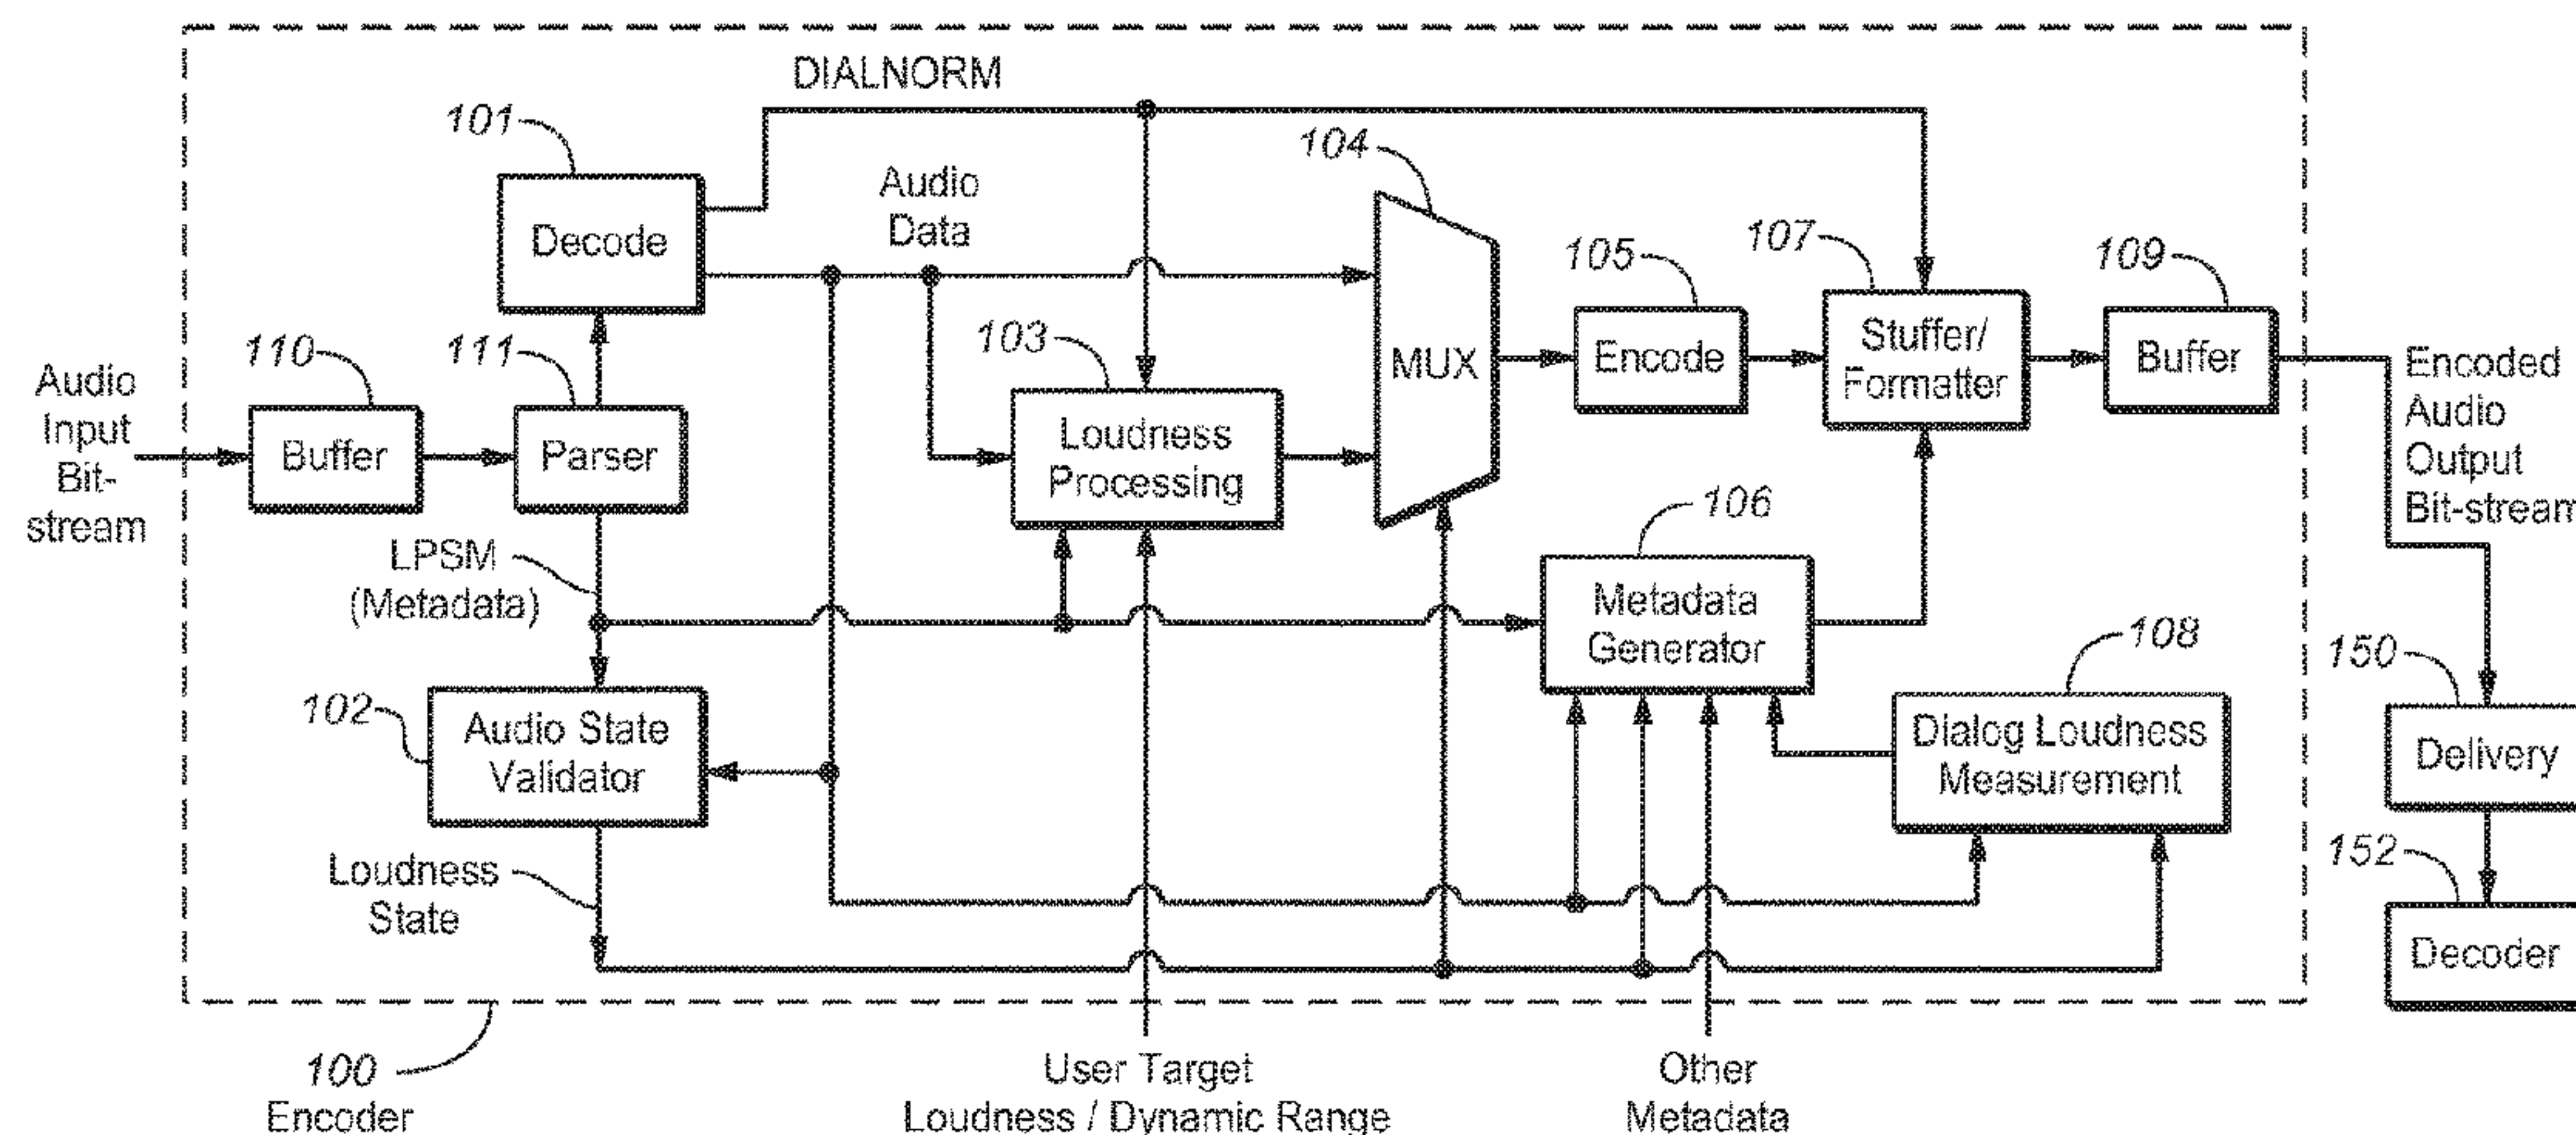 DIALNORM
101
Decode
Audio
Data
104
MUX
105
Encode
107
Stuffer/
Formatter
109
Buffer
Encoded
Audio
Output
Bit-stream
Audio
Input
Bit-
stream
110
Buffer
111
Parser
103
Loudness
Processing
LPSM
(Metadata)
106
Metadata
Generator
108
Dialog Loudness
Measurement
102
Audio State
Validator
150
Delivery
152
Decoder
Loudness
State
100
Encoder
User Target
Loudness / Dynamic Range
Other
Metadata